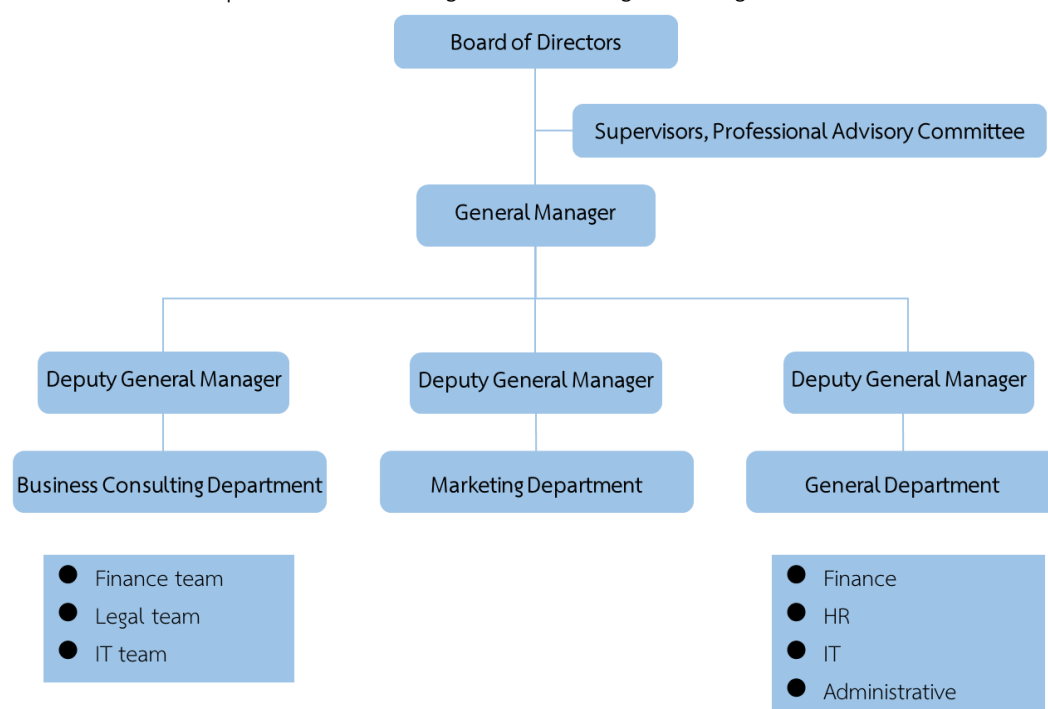 Board of Directors
Supervisors, Professional Advisory Committee
General Manager
Deputy General Manager
Deputy General Manager
Deputy General Manager
Business Consulting Department
Marketing Department
General Department
● Finance team
● Legal team
● IT team
● Finance
● HR
● IT
● Administrative